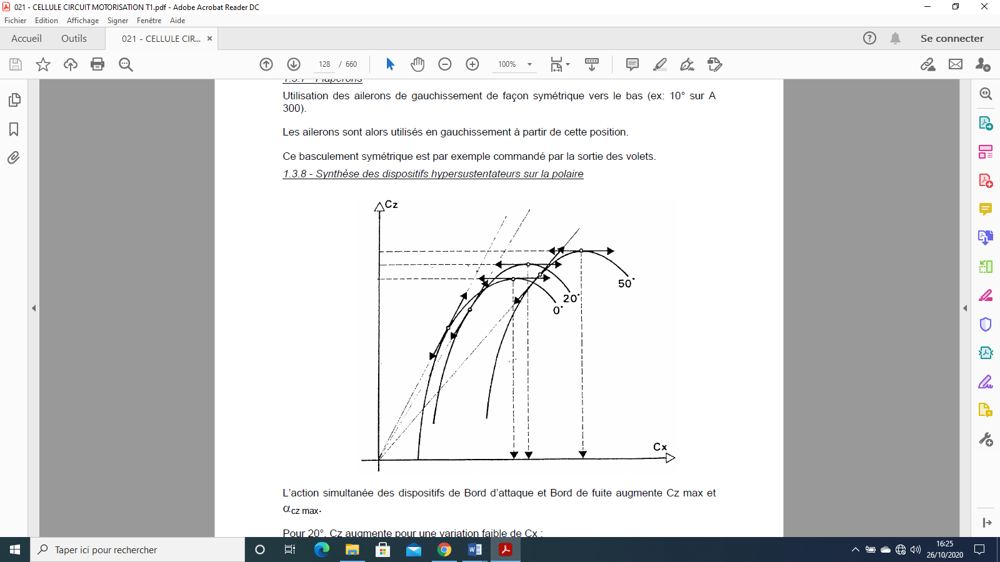 021 - CELLULE CIRCUIT MOTORISATION T1.pdf - Adobe Acrobat Reader DC
Fichier Edition Affichage Signer Fenêtre Aide
Accueil Outils 021 - CELLULE CIR... × Se connecter
128 / 660 100%
1.3.7 - Flaperons
Utilisation des ailerons de gauchissement de façon symétrique vers le bas (ex: 10° sur A
300).
Les ailerons sont alors utilisés en gauchissement à partir de cette position.
Ce basculement symétrique est par exemple commandé par la sortie des volets.
1.3.8 - Synthèse des dispositifs hypersustentateurs sur la polaire
Cz
50°
20°
0°
Cx
L'action simultanée des dispositifs de Bord d'attaque et Bord de fuite augmente Cz max et
αcz max.
Pour 20°, Cz augmente pour une variation faible de Cx :
Taper ici pour rechercher
16:25
26/10/2020